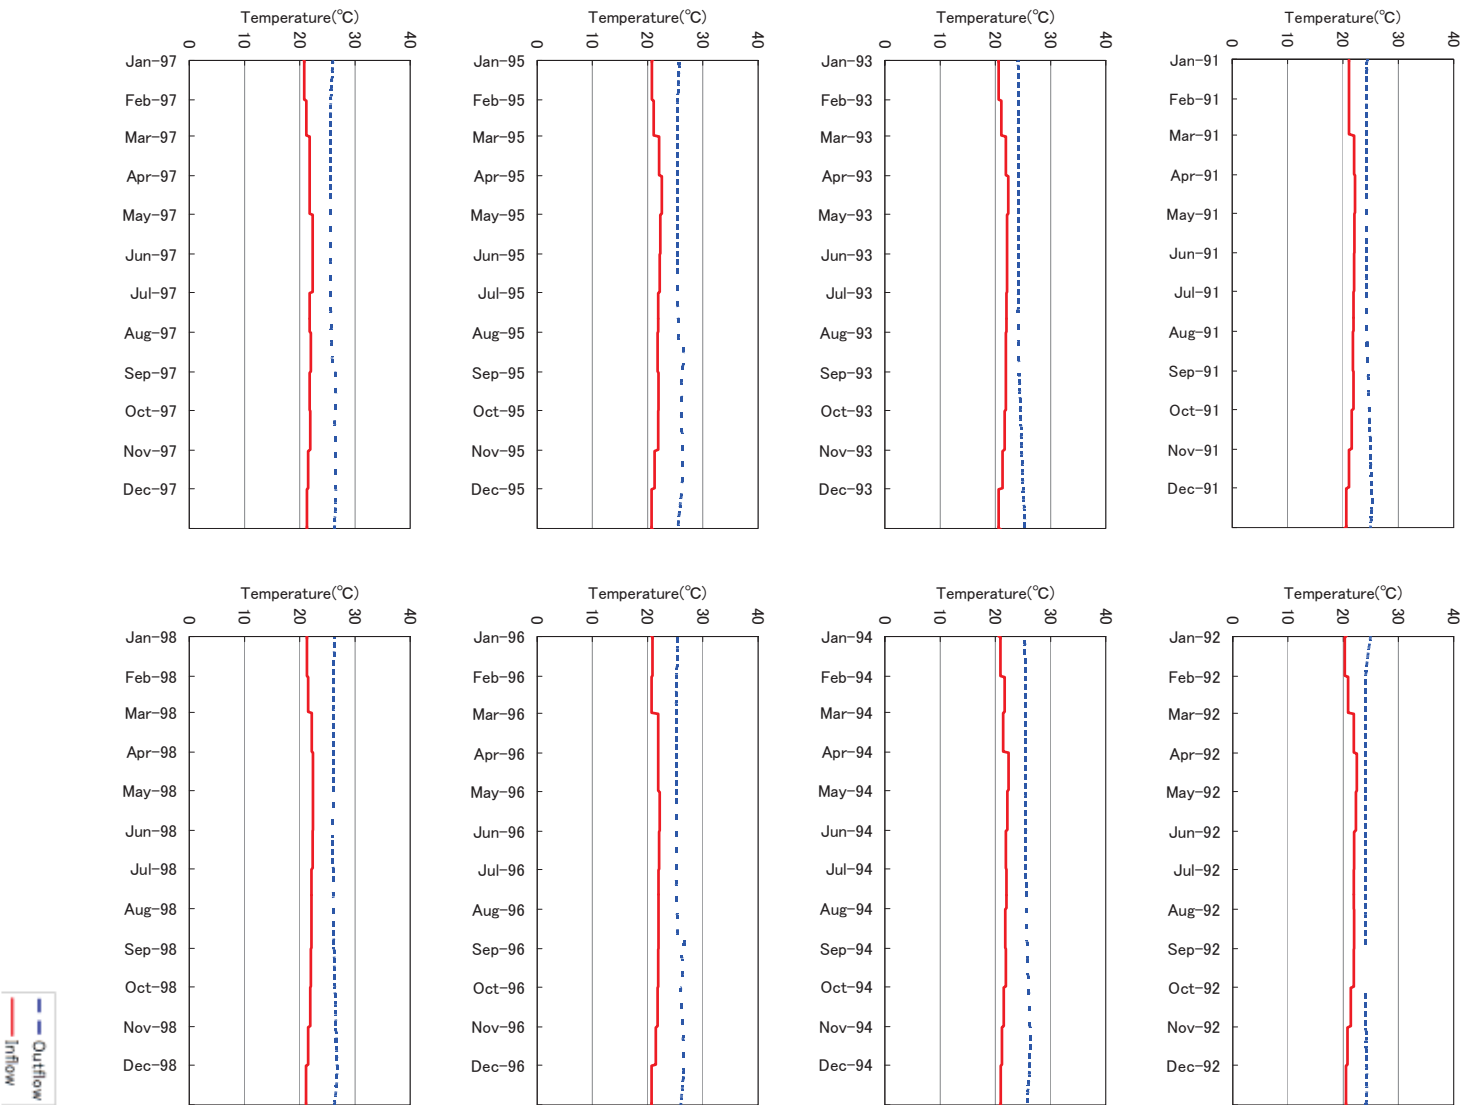 Temperature(℃)
0 10 20 30 40
Jan-97
Feb-97
Mar-97
Apr-97
May-97
Jun-97
Jul-97
Aug-97
Sep-97
Oct-97
Nov-97
Dec-97
Temperature(℃)
0 10 20 30 40
Jan-95
Feb-95
Mar-95
Apr-95
May-95
Jun-95
Jul-95
Aug-95
Sep-95
Oct-95
Nov-95
Dec-95
Temperature(℃)
0 10 20 30 40
Jan-93
Feb-93
Mar-93
Apr-93
May-93
Jun-93
Jul-93
Aug-93
Sep-93
Oct-93
Nov-93
Dec-93
Temperature(℃)
0 10 20 30 40
Jan-91
Feb-91
Mar-91
Apr-91
May-91
Jun-91
Jul-91
Aug-91
Sep-91
Oct-91
Nov-91
Dec-91
Temperature(℃)
0 10 20 30 40
Jan-98
Feb-98
Mar-98
Apr-98
May-98
Jun-98
Jul-98
Aug-98
Sep-98
Oct-98
Nov-98
Dec-98
Temperature(℃)
0 10 20 30 40
Jan-96
Feb-96
Mar-96
Apr-96
May-96
Jun-96
Jul-96
Aug-96
Sep-96
Oct-96
Nov-96
Dec-96
Temperature(℃)
0 10 20 30 40
Jan-94
Feb-94
Mar-94
Apr-94
May-94
Jun-94
Jul-94
Aug-94
Sep-94
Oct-94
Nov-94
Dec-94
Temperature(℃)
0 10 20 30 40
Jan-92
Feb-92
Mar-92
Apr-92
May-92
Jun-92
Jul-92
Aug-92
Sep-92
Oct-92
Nov-92
Dec-92
Outflow
Inflow